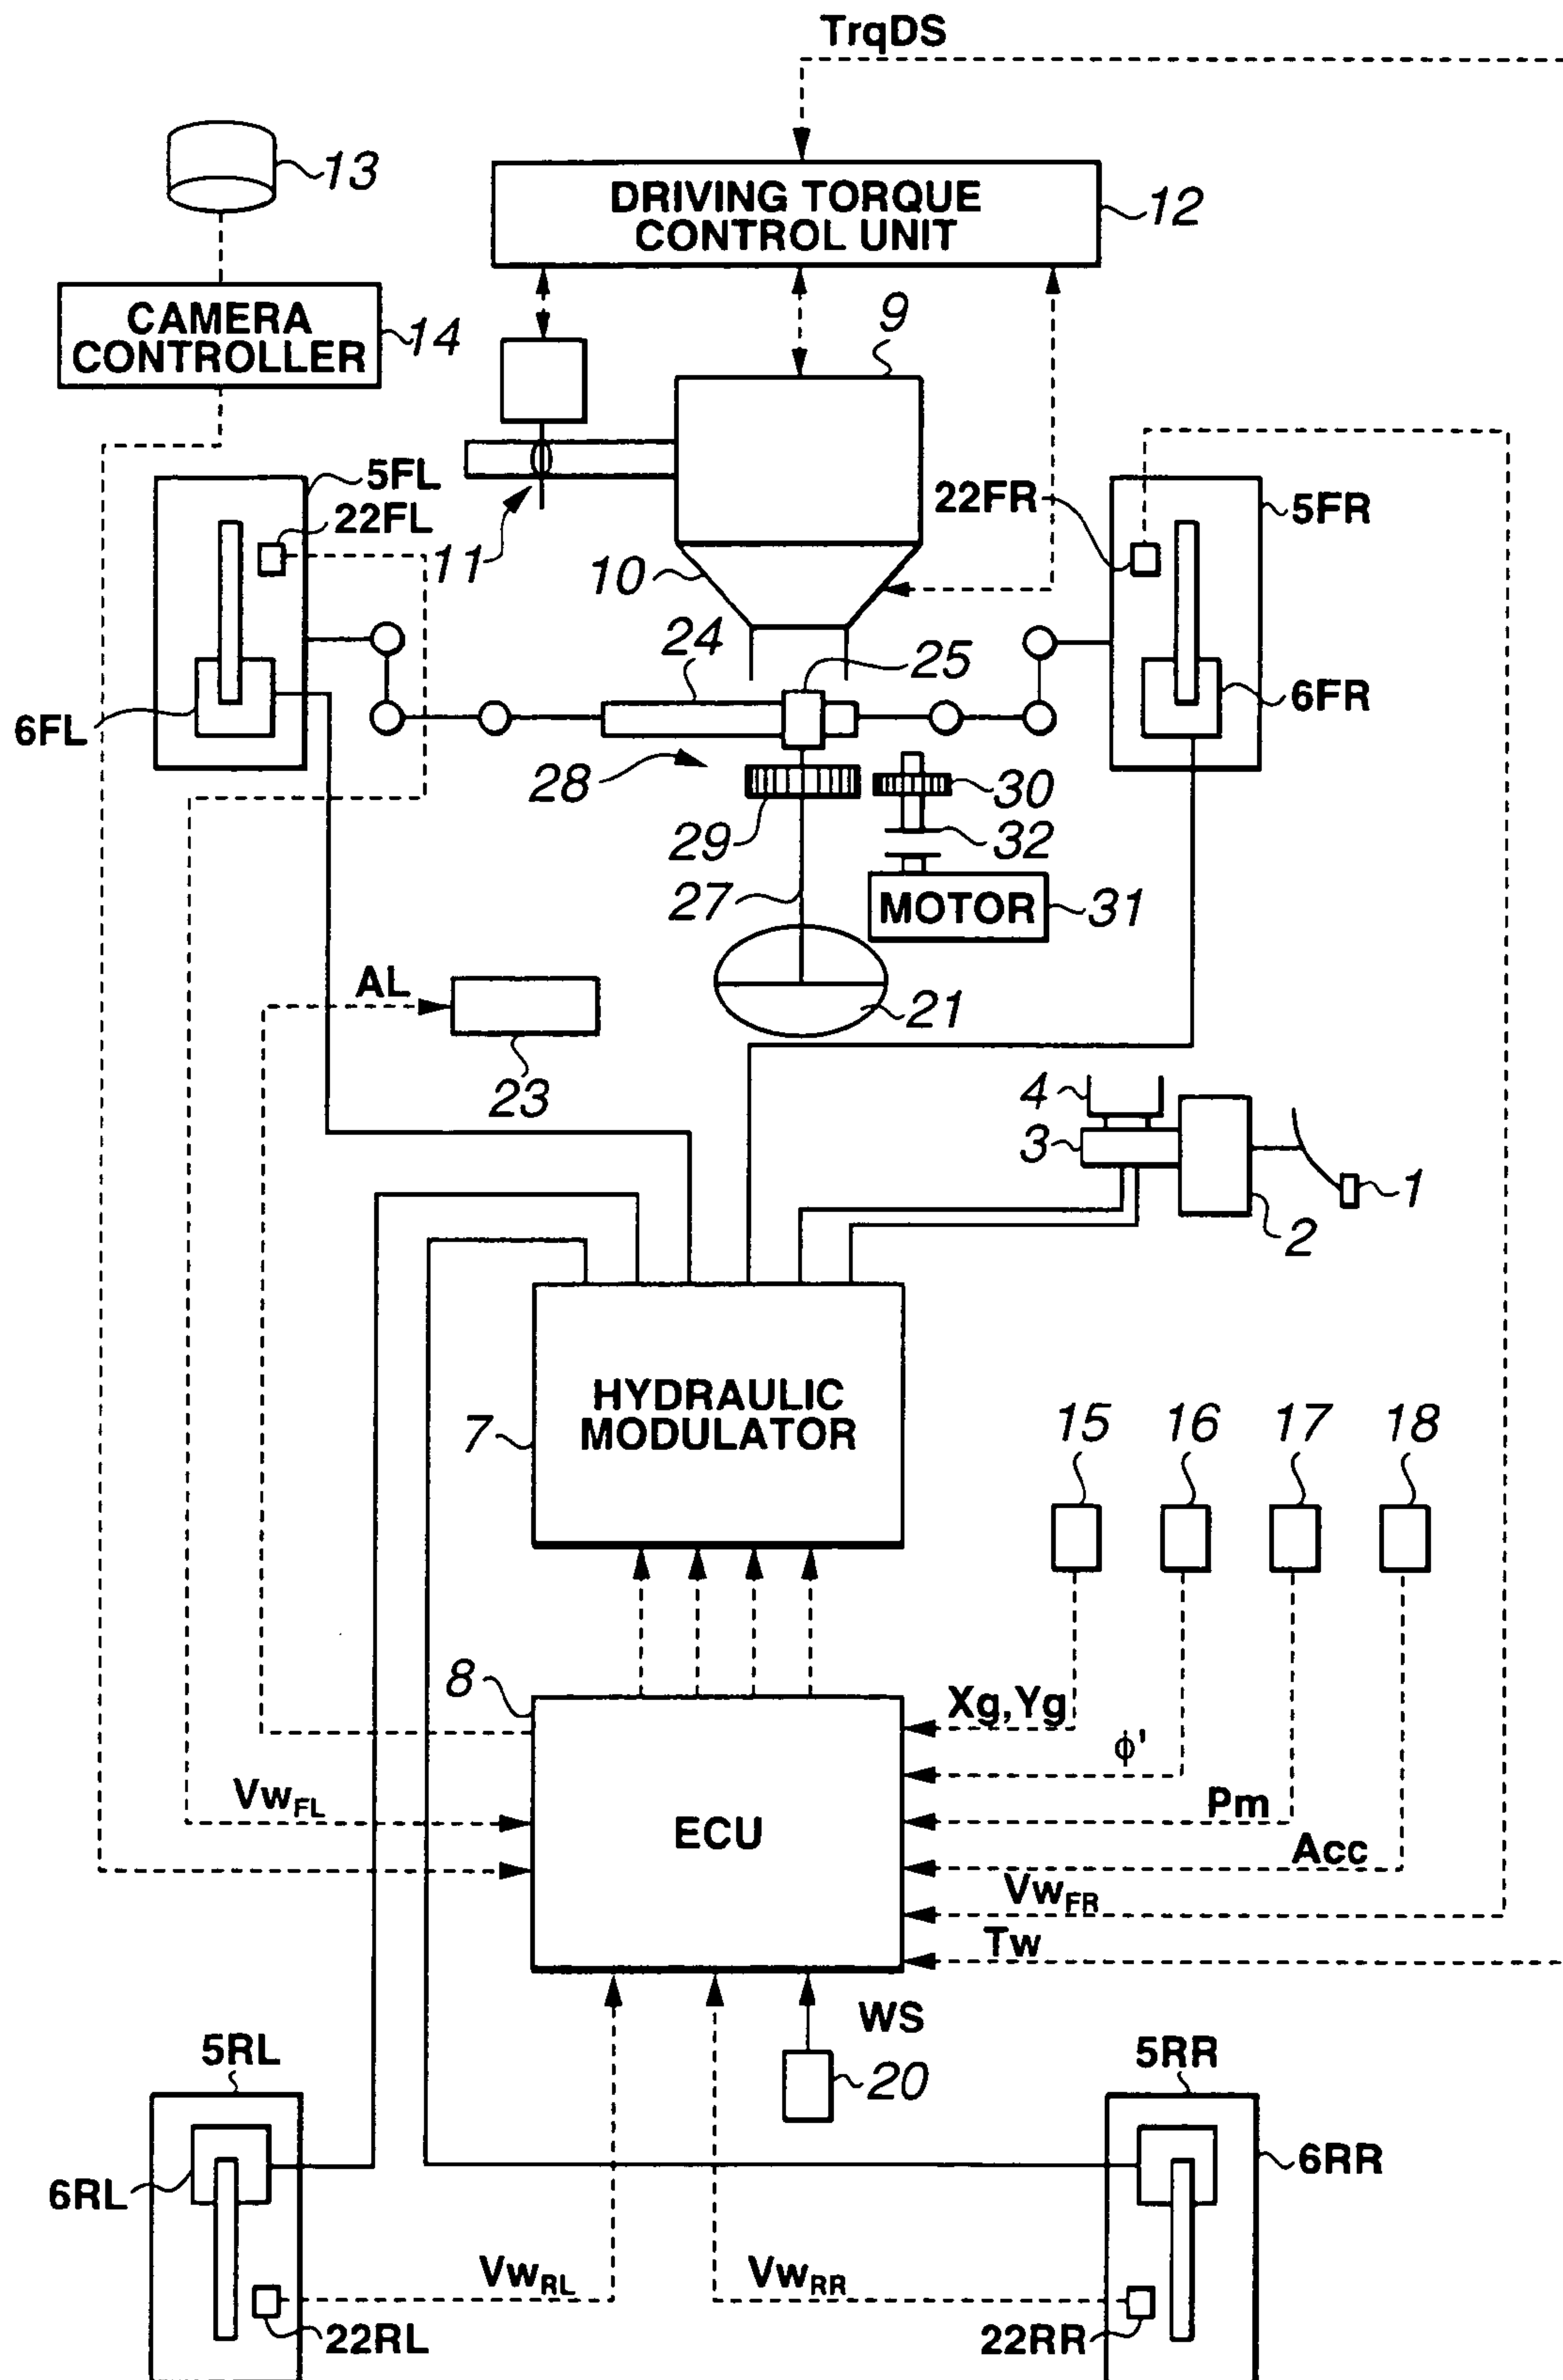 TrqDS
13
DRIVING TORQUE
CONTROL UNIT
12
CAMERA
CONTROLLER
14
9
5FL
22FL
11
10
22FR
5FR
24
25
6FL
6FR
28
30
29
32
27
MOTOR
31
AL
21
23
4
3
1
2
HYDRAULIC
MODULATOR
7
15
16
17
18
8
Xg,Yg
ϕ'
VwFL
Pm
ECU
Acc
VwFR
Tw
WS
5RL
20
5RR
6RL
6RR
VwRL
VwRR
22RL
22RR